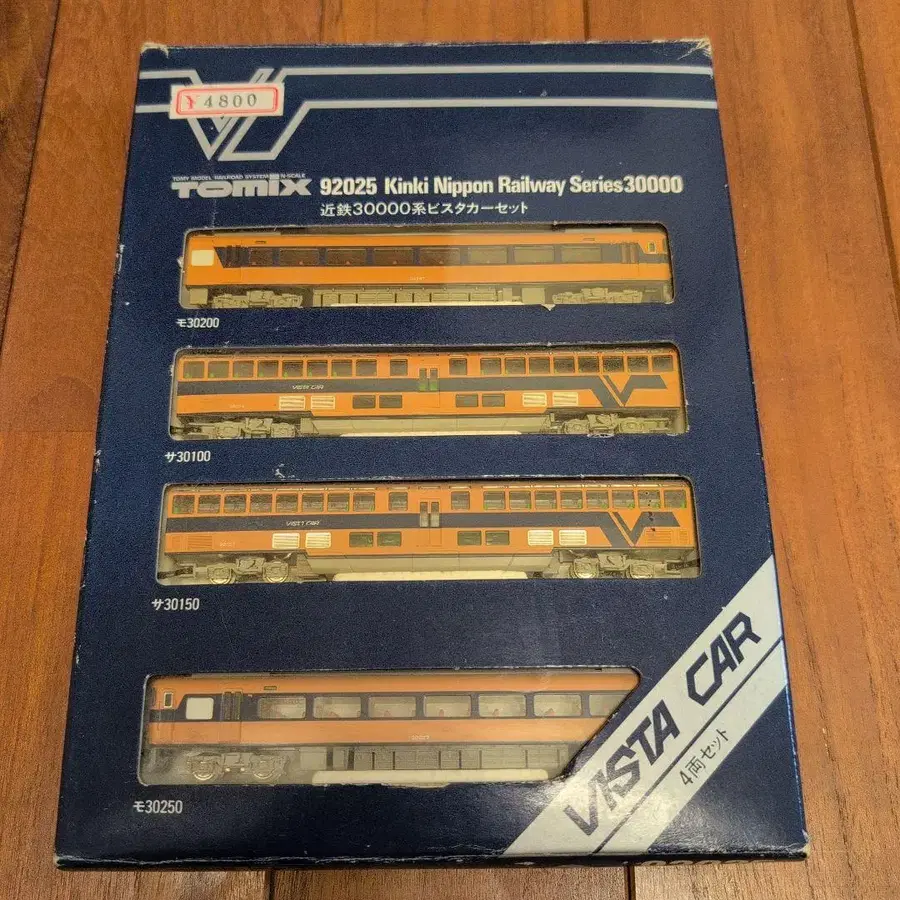 ¥4800
TOMY MODEL RAILROAD SYSTEM N-SCALE
TOMIX 92025 Kinki Nippon Railway Series30000
近鉄30000系ビスタカーセット
モ30200
VISTA CAR
サ30100
VISTA CAR
サ30150
モ30250
VISTA CAR
4両セット